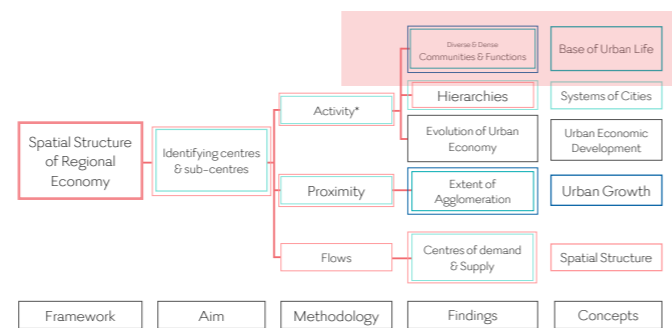 Diverse & Dense
Communities & Functions
Base of Urban Life
Hierarchies
Systems of Cities
Activity*
Evolution of Urban
Economy
Urban Economic
Development
Spatial Structure
of Regional
Economy
Identifying centres
& sub-centres
Proximity
Extent of
Agglomeration
Urban Growth
Flows
Centres of demand
& Supply
Spatial Structure
Framework
Aim
Methodology
Findings
Concepts